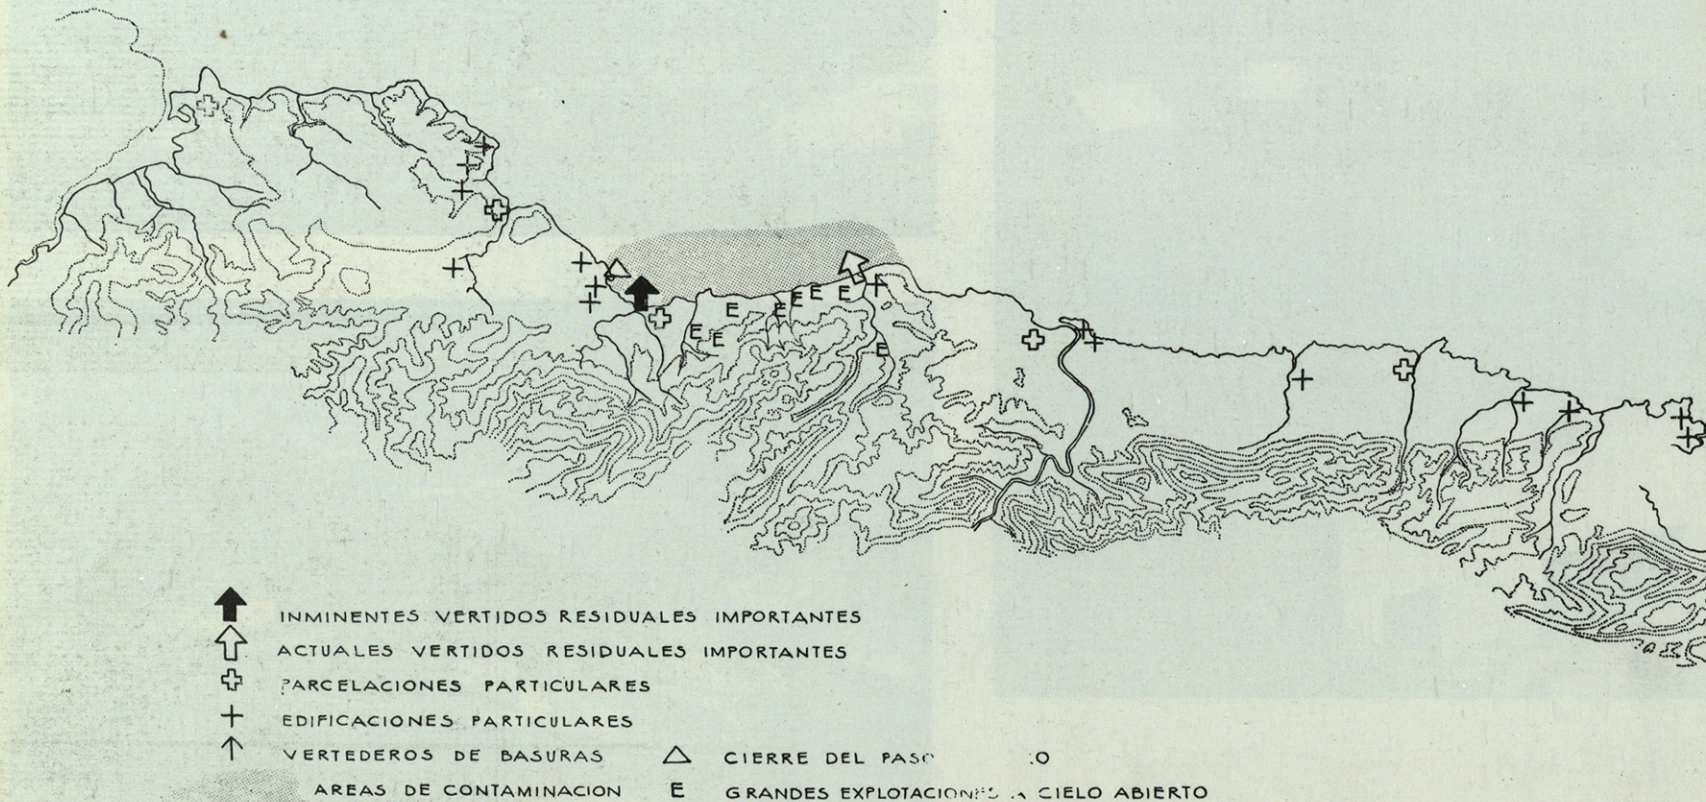 INMINENTES VERTIDOS RESIDUALES IMPORTANTES
ACTUALES VERTIDOS RESIDUALES IMPORTANTES
PARCELACIONES PARTICULARES
EDIFICACIONES PARTICULARES
VERTEDEROS DE BASURAS
AREAS DE CONTAMINACION
CIERRE DEL PASO
E GRANDES EXPLOTACIONES A CIELO ABIERTO
E
E
E
E
E
E
E
E